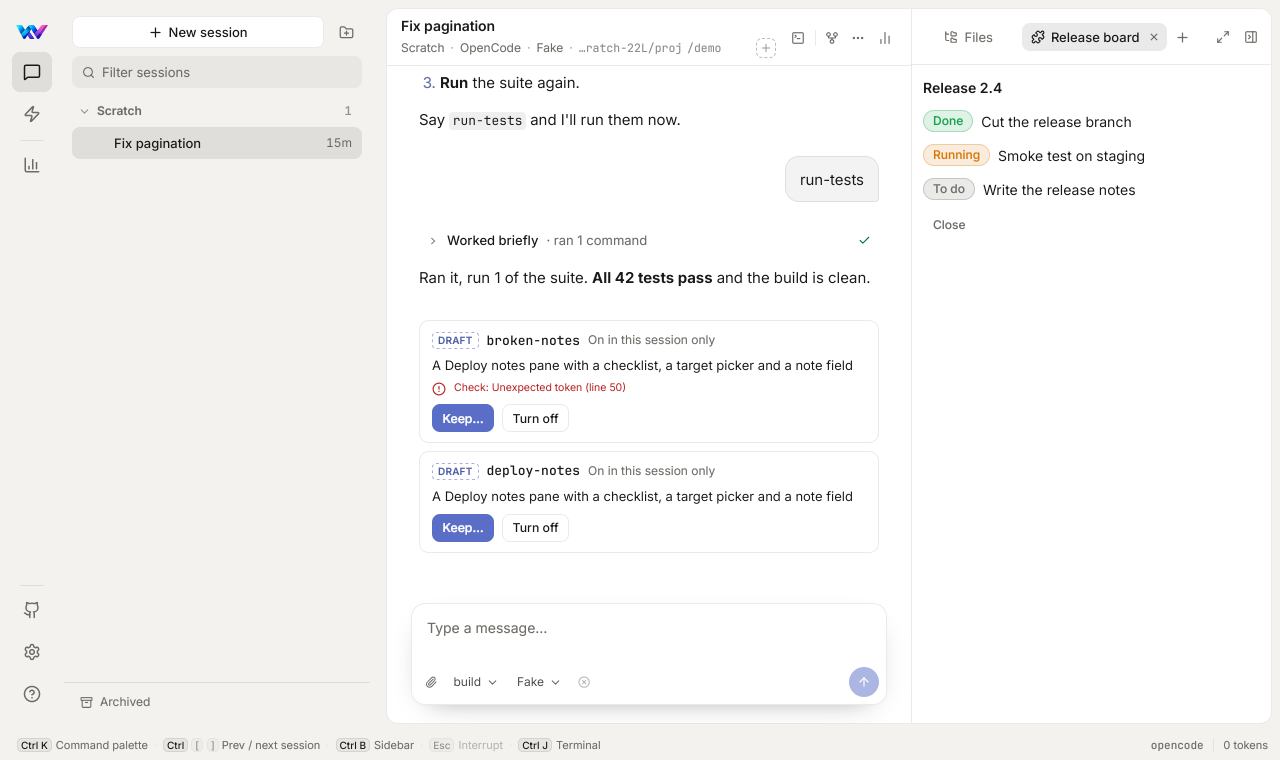 New session
Filter sessions
Scratch 1
Fix pagination 15m
Archived
Fix pagination
Scratch · OpenCode · Fake · …ratch-22L/proj /demo
3. Run the suite again.
Say run-tests and I'll run them now.
run-tests
Worked briefly · ran 1 command
Ran it, run 1 of the suite. All 42 tests pass and the build is clean.
DRAFT broken-notes On in this session only
A Deploy notes pane with a checklist, a target picker and a note field
Check: Unexpected token (line 50)
Keep… Turn off
DRAFT deploy-notes On in this session only
A Deploy notes pane with a checklist, a target picker and a note field
Keep… Turn off
Type a message…
build Fake
Files Release board
Release 2.4
Done Cut the release branch
Running Smoke test on staging
To do Write the release notes
Close
Ctrl K Command palette · Ctrl [ ] Prev / next session · Ctrl B Sidebar · Esc Interrupt · Ctrl J Terminal
opencode 0 tokens